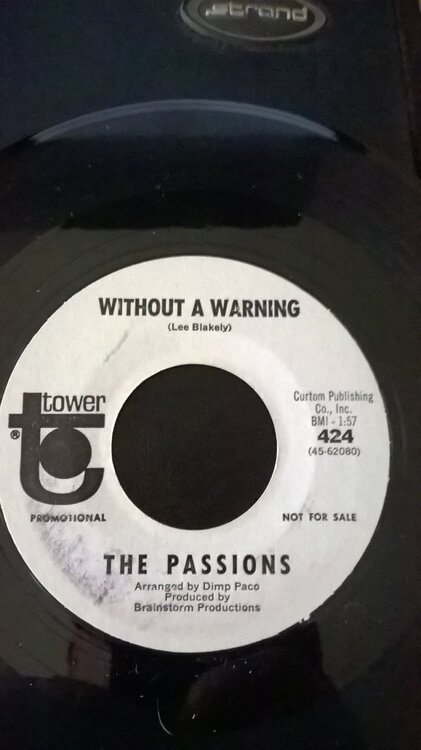 strand
WITHOUT A WARNING
(Lee Blakely)
tower
t
®
Curtom Publishing
Co., Inc.
BMI - 1:57
424
(45-62080)
PROMOTIONAL
NOT FOR SALE
THE PASSIONS
Arranged by Dimp Paco
Produced by
Brainstorm Productions